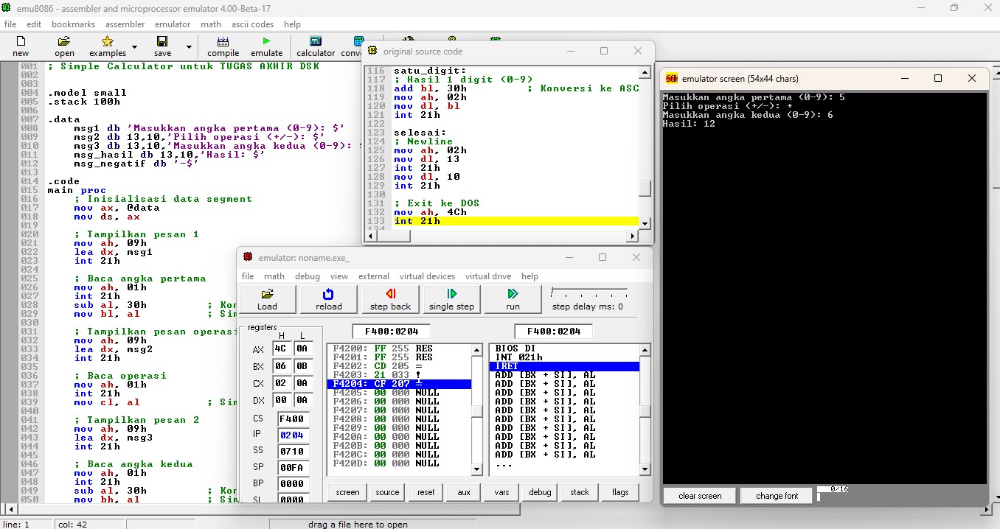 emu8086 - assembler and microprocessor emulator 4.00-Beta-17
file edit bookmarks assembler emulator math ascii codes help
new open examples save compile emulate calculator
001 ; Simple Calculator untuk TUGAS AKHIR DSK
002
003
004 .model small
005 .stack 100h
006
007 .data
008 msg1 db 'Masukkan angka pertama (0-9): $'
009 msg2 db 13,10,'Pilih operasi (+/-): $'
010 msg3 db 13,10,'Masukkan angka kedua (0-9):
011 msg_hasil db 13,10,'Hasil: $'
012 msg_negatif db '-$'
013
014 .code
015 main proc
016 ; Inisialisasi data segment
017 mov ax, @data
018 mov ds, ax
019
020 ; Tampilkan pesan 1
021 mov ah, 09h
022 lea dx, msg1
023 int 21h
024
025 ; Baca angka pertama
026 mov ah, 01h
027 int 21h
028 sub al, 30h ; Kon
029 mov bl, al ; Sim
030
031 ; Tampilkan pesan operasi
032 mov ah, 09h
033 lea dx, msg2
034 int 21h
035
036 ; Baca operasi
037 mov ah, 01h
038 int 21h
039 mov cl, al ; Sim
040
041 ; Tampilkan pesan 2
042 mov ah, 09h
043 lea dx, msg3
044 int 21h
045
046 ; Baca angka kedua
047 mov ah, 01h
048 int 21h
049 sub al, 30h ; Kon
050 mov bh, al ; Sim
line: 1 col: 42 drag a file here to open
original source code
116 satu_digit:
117 ; Hasil 1 digit (0-9)
118 add bl, 30h ; Konversi ke ASC
119 mov ah, 02h
120 mov dl, bl
121 int 21h
122
123 selesai:
124 ; Newline
125 mov ah, 02h
126 mov dl, 13
127 int 21h
128 mov dl, 10
129 int 21h
130
131 ; Exit ke DOS
132 mov ah, 4Ch
133 int 21h
134
emulator: noname.exe_
file math debug view external virtual devices virtual drive help
Load reload step back single step run step delay ms: 0
registers
H L
AX 4C 0A
BX 06 0B
CX 02 0A
DX 00 0A
CS F400
IP 0204
SS 0710
SP 00FA
BP 0000
SI 0000
F400:0204
F4200: FF 255 RES
F4201: FF 255 RES
F4202: CD 205 =
F4203: 21 033 !
F4204: CF 207 ╧
F4205: 00 000 NULL
F4206: 00 000 NULL
F4207: 00 000 NULL
F4208: 00 000 NULL
F4209: 00 000 NULL
F420A: 00 000 NULL
F420B: 00 000 NULL
F420C: 00 000 NULL
F420D: 00 000 NULL
F400:0204
BIOS DI
INT 021h
IRET
ADD [BX + SI], AL
ADD [BX + SI], AL
ADD [BX + SI], AL
ADD [BX + SI], AL
ADD [BX + SI], AL
ADD [BX + SI], AL
ADD [BX + SI], AL
ADD [BX + SI], AL
ADD [BX + SI], AL
ADD [BX + SI], AL
...
screen source reset aux vars debug stack flags
emulator screen (54x44 chars)
Masukkan angka pertama (0-9): 5
Pilih operasi (+/-): +
Masukkan angka kedua (0-9): 6
Hasil: 12
clear screen change font 0/16